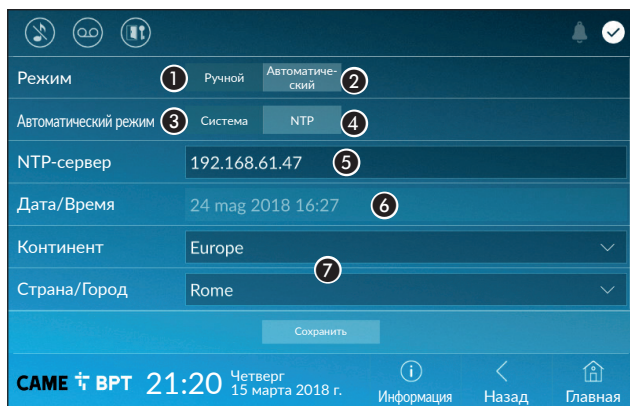 Режим 1 Ручной Автоматиче-
ский 2
Автоматический режим 3 Система NTP 4
NTP-сервер 192.168.61.47 5
Дата/Время 24 mag 2018 16:27 6
Континент Europe
7
Страна/Город Rome
Сохранить
CAME BPT 21:20 Четверг
15 марта 2018 г.
Информация Назад Главная